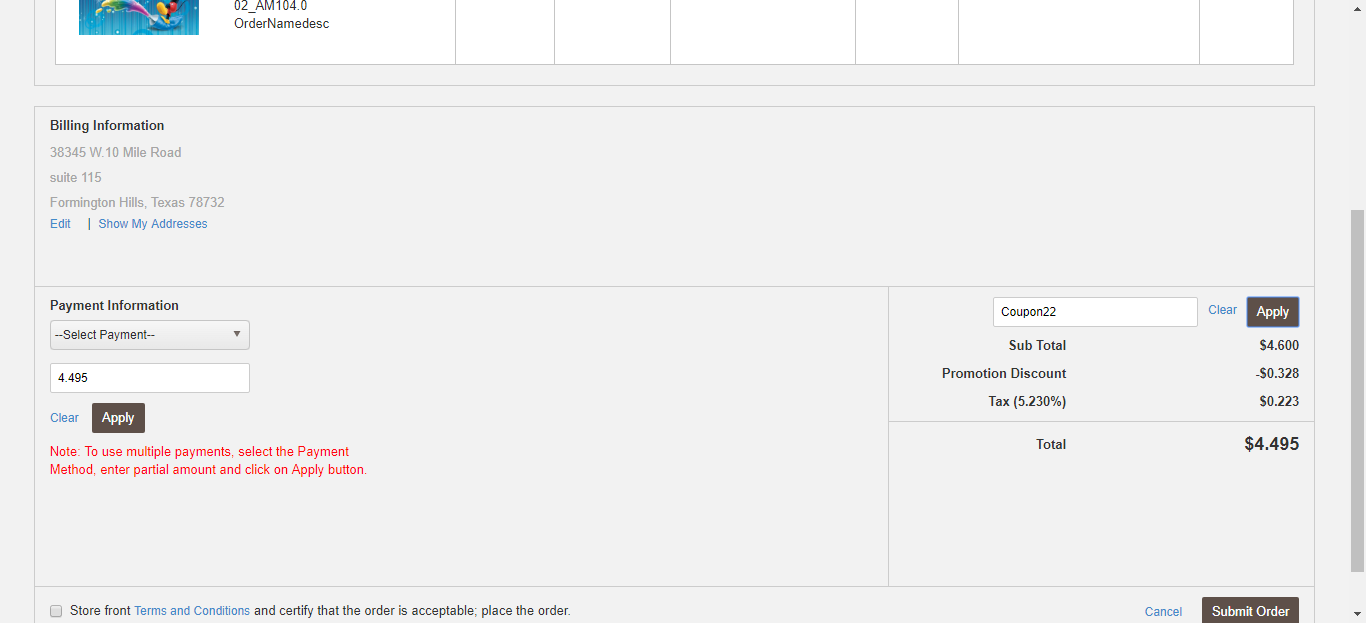 02_AM104.0
OrderNamedesc
Billing Information
38345 W.10 Mile Road
suite 115
Formington Hills, Texas 78732
Edit | Show My Addresses
Payment Information
--Select Payment--
4.495
Clear Apply
Note: To use multiple payments, select the Payment
Method, enter partial amount and click on Apply button.
Coupon22 Clear Apply
Sub Total $4.600
Promotion Discount -$0.328
Tax (5.230%) $0.223
Total $4.495
Store front Terms and Conditions and certify that the order is acceptable; place the order.
Cancel Submit Order